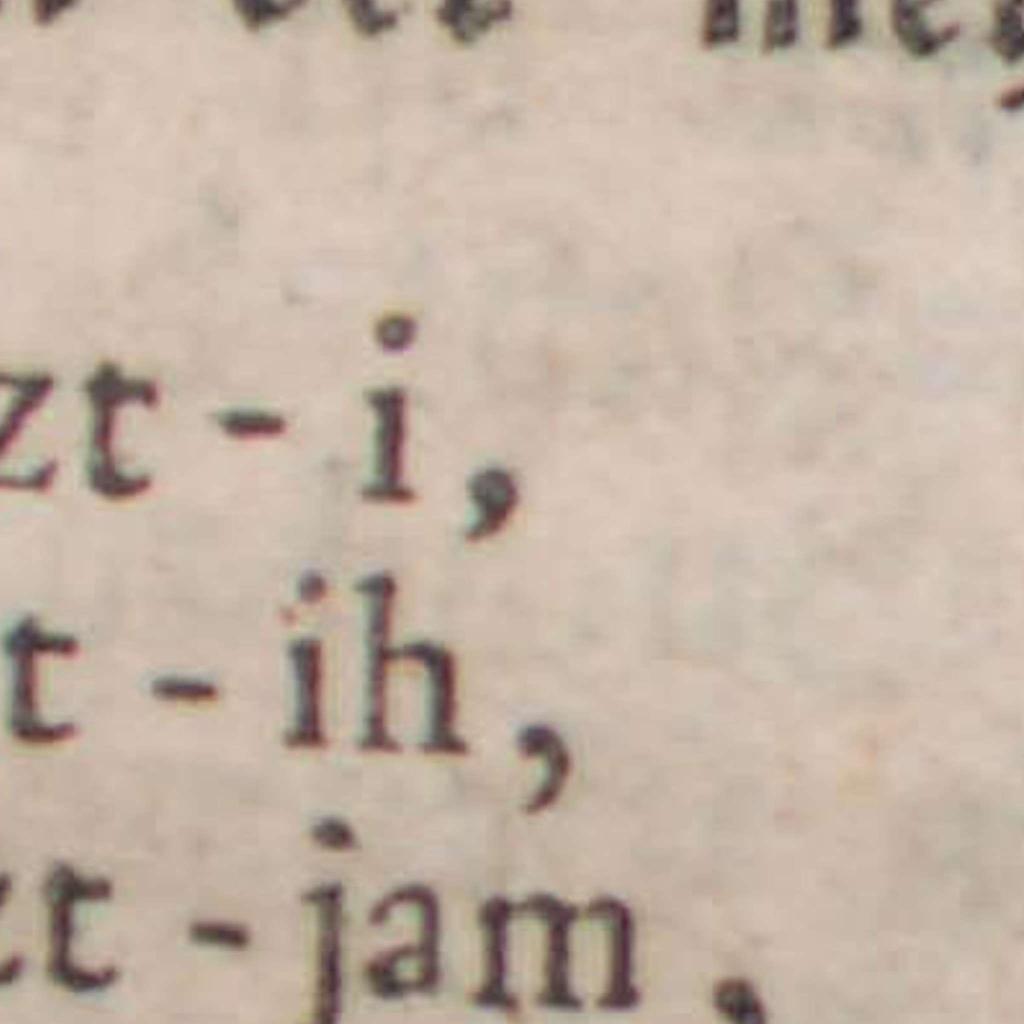 zt - i,
t - ih,
zt - jam,